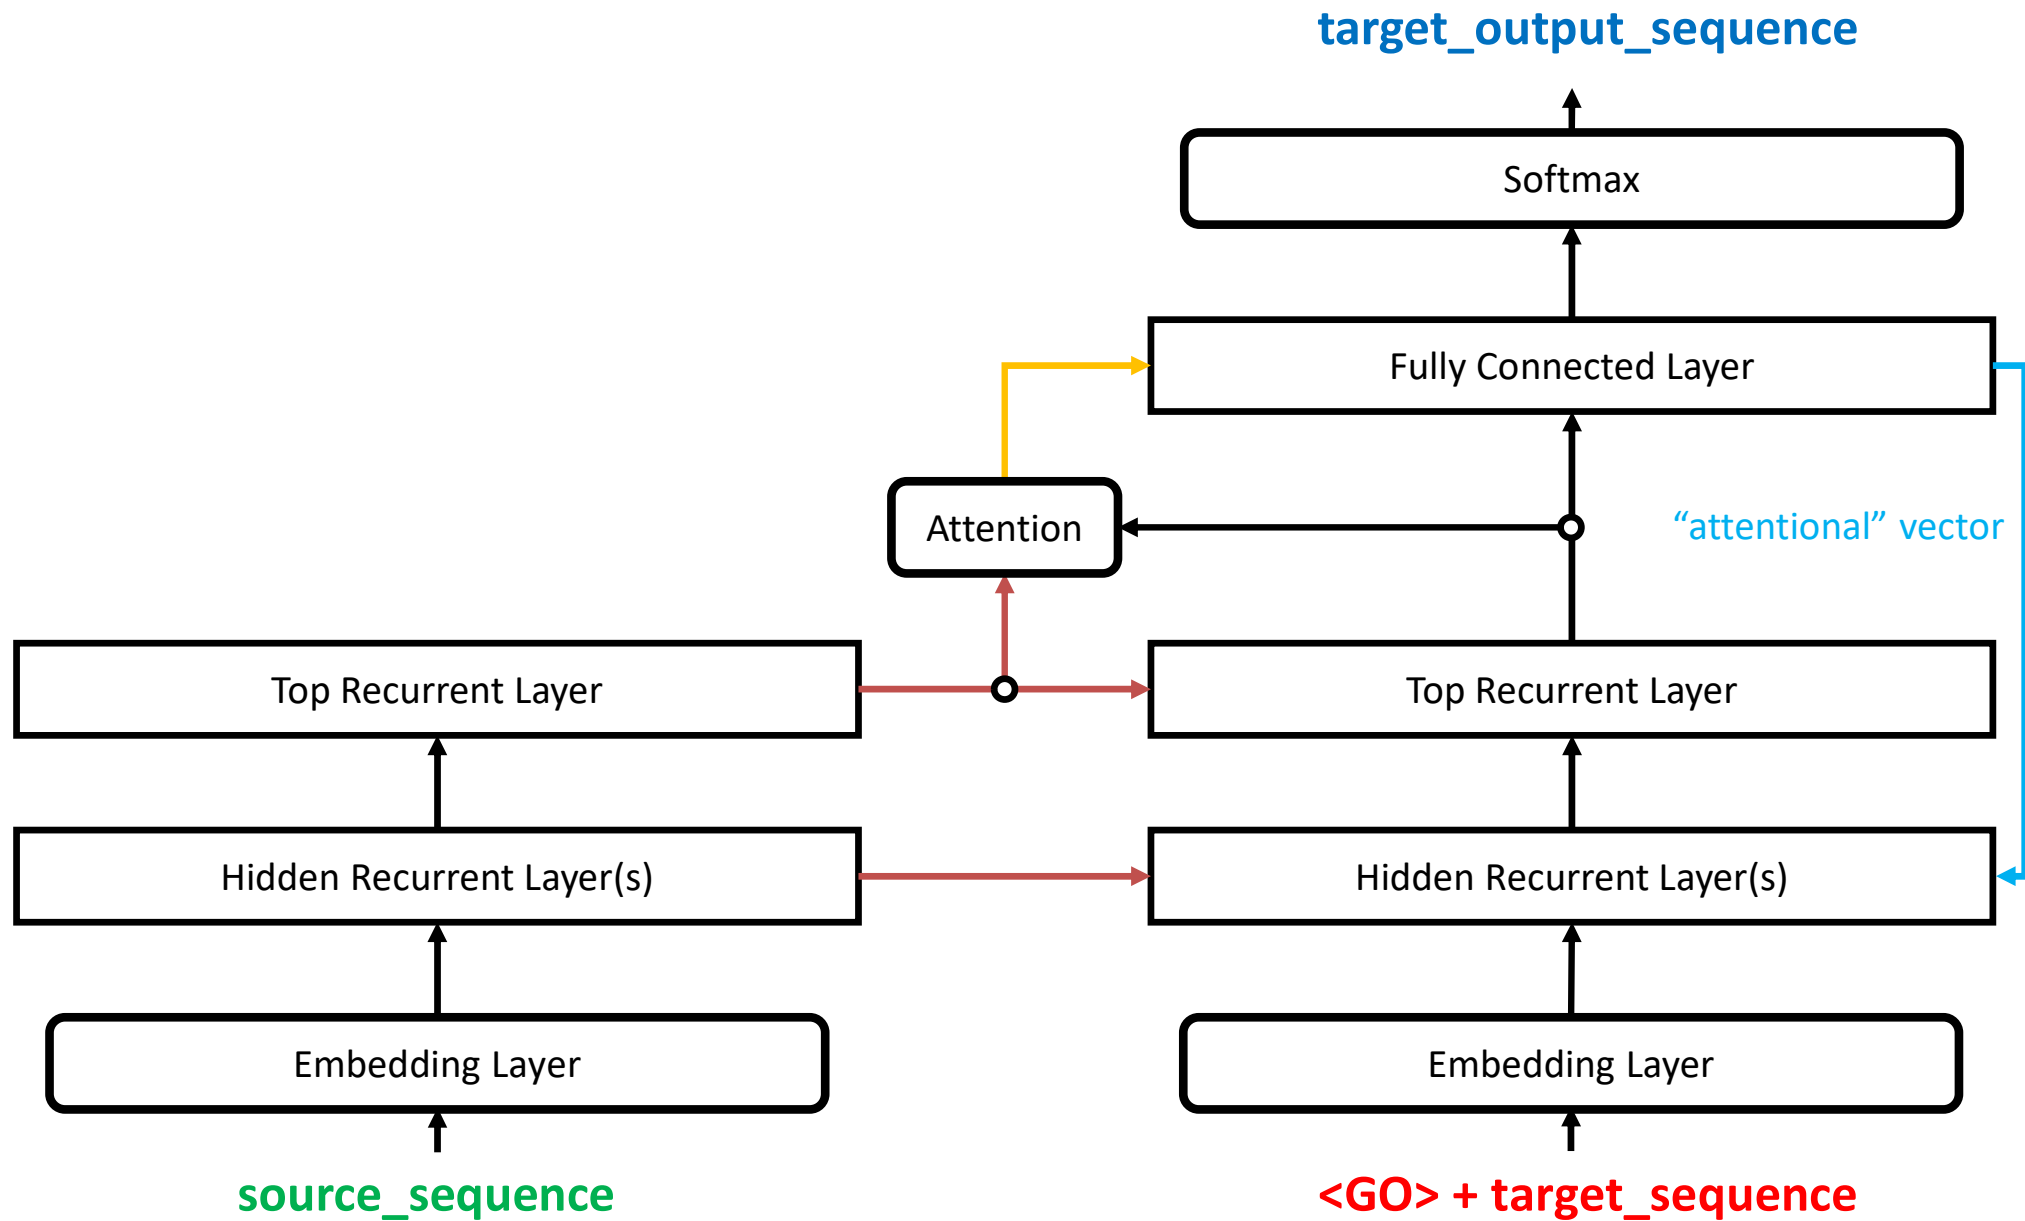 target_output_sequence
Softmax
Fully Connected Layer
Attention
“attentional” vector
Top Recurrent Layer
Top Recurrent Layer
Hidden Recurrent Layer(s)
Hidden Recurrent Layer(s)
Embedding Layer
Embedding Layer
source_sequence
<GO> + target_sequence